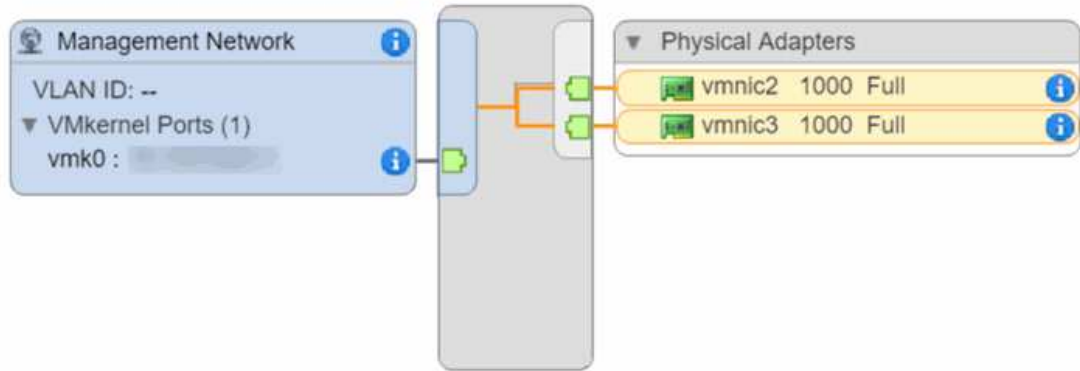 Management Network
VLAN ID: --
VMkernel Ports (1)
vmk0 :
Physical Adapters
vmnic2 1000 Full
vmnic3 1000 Full